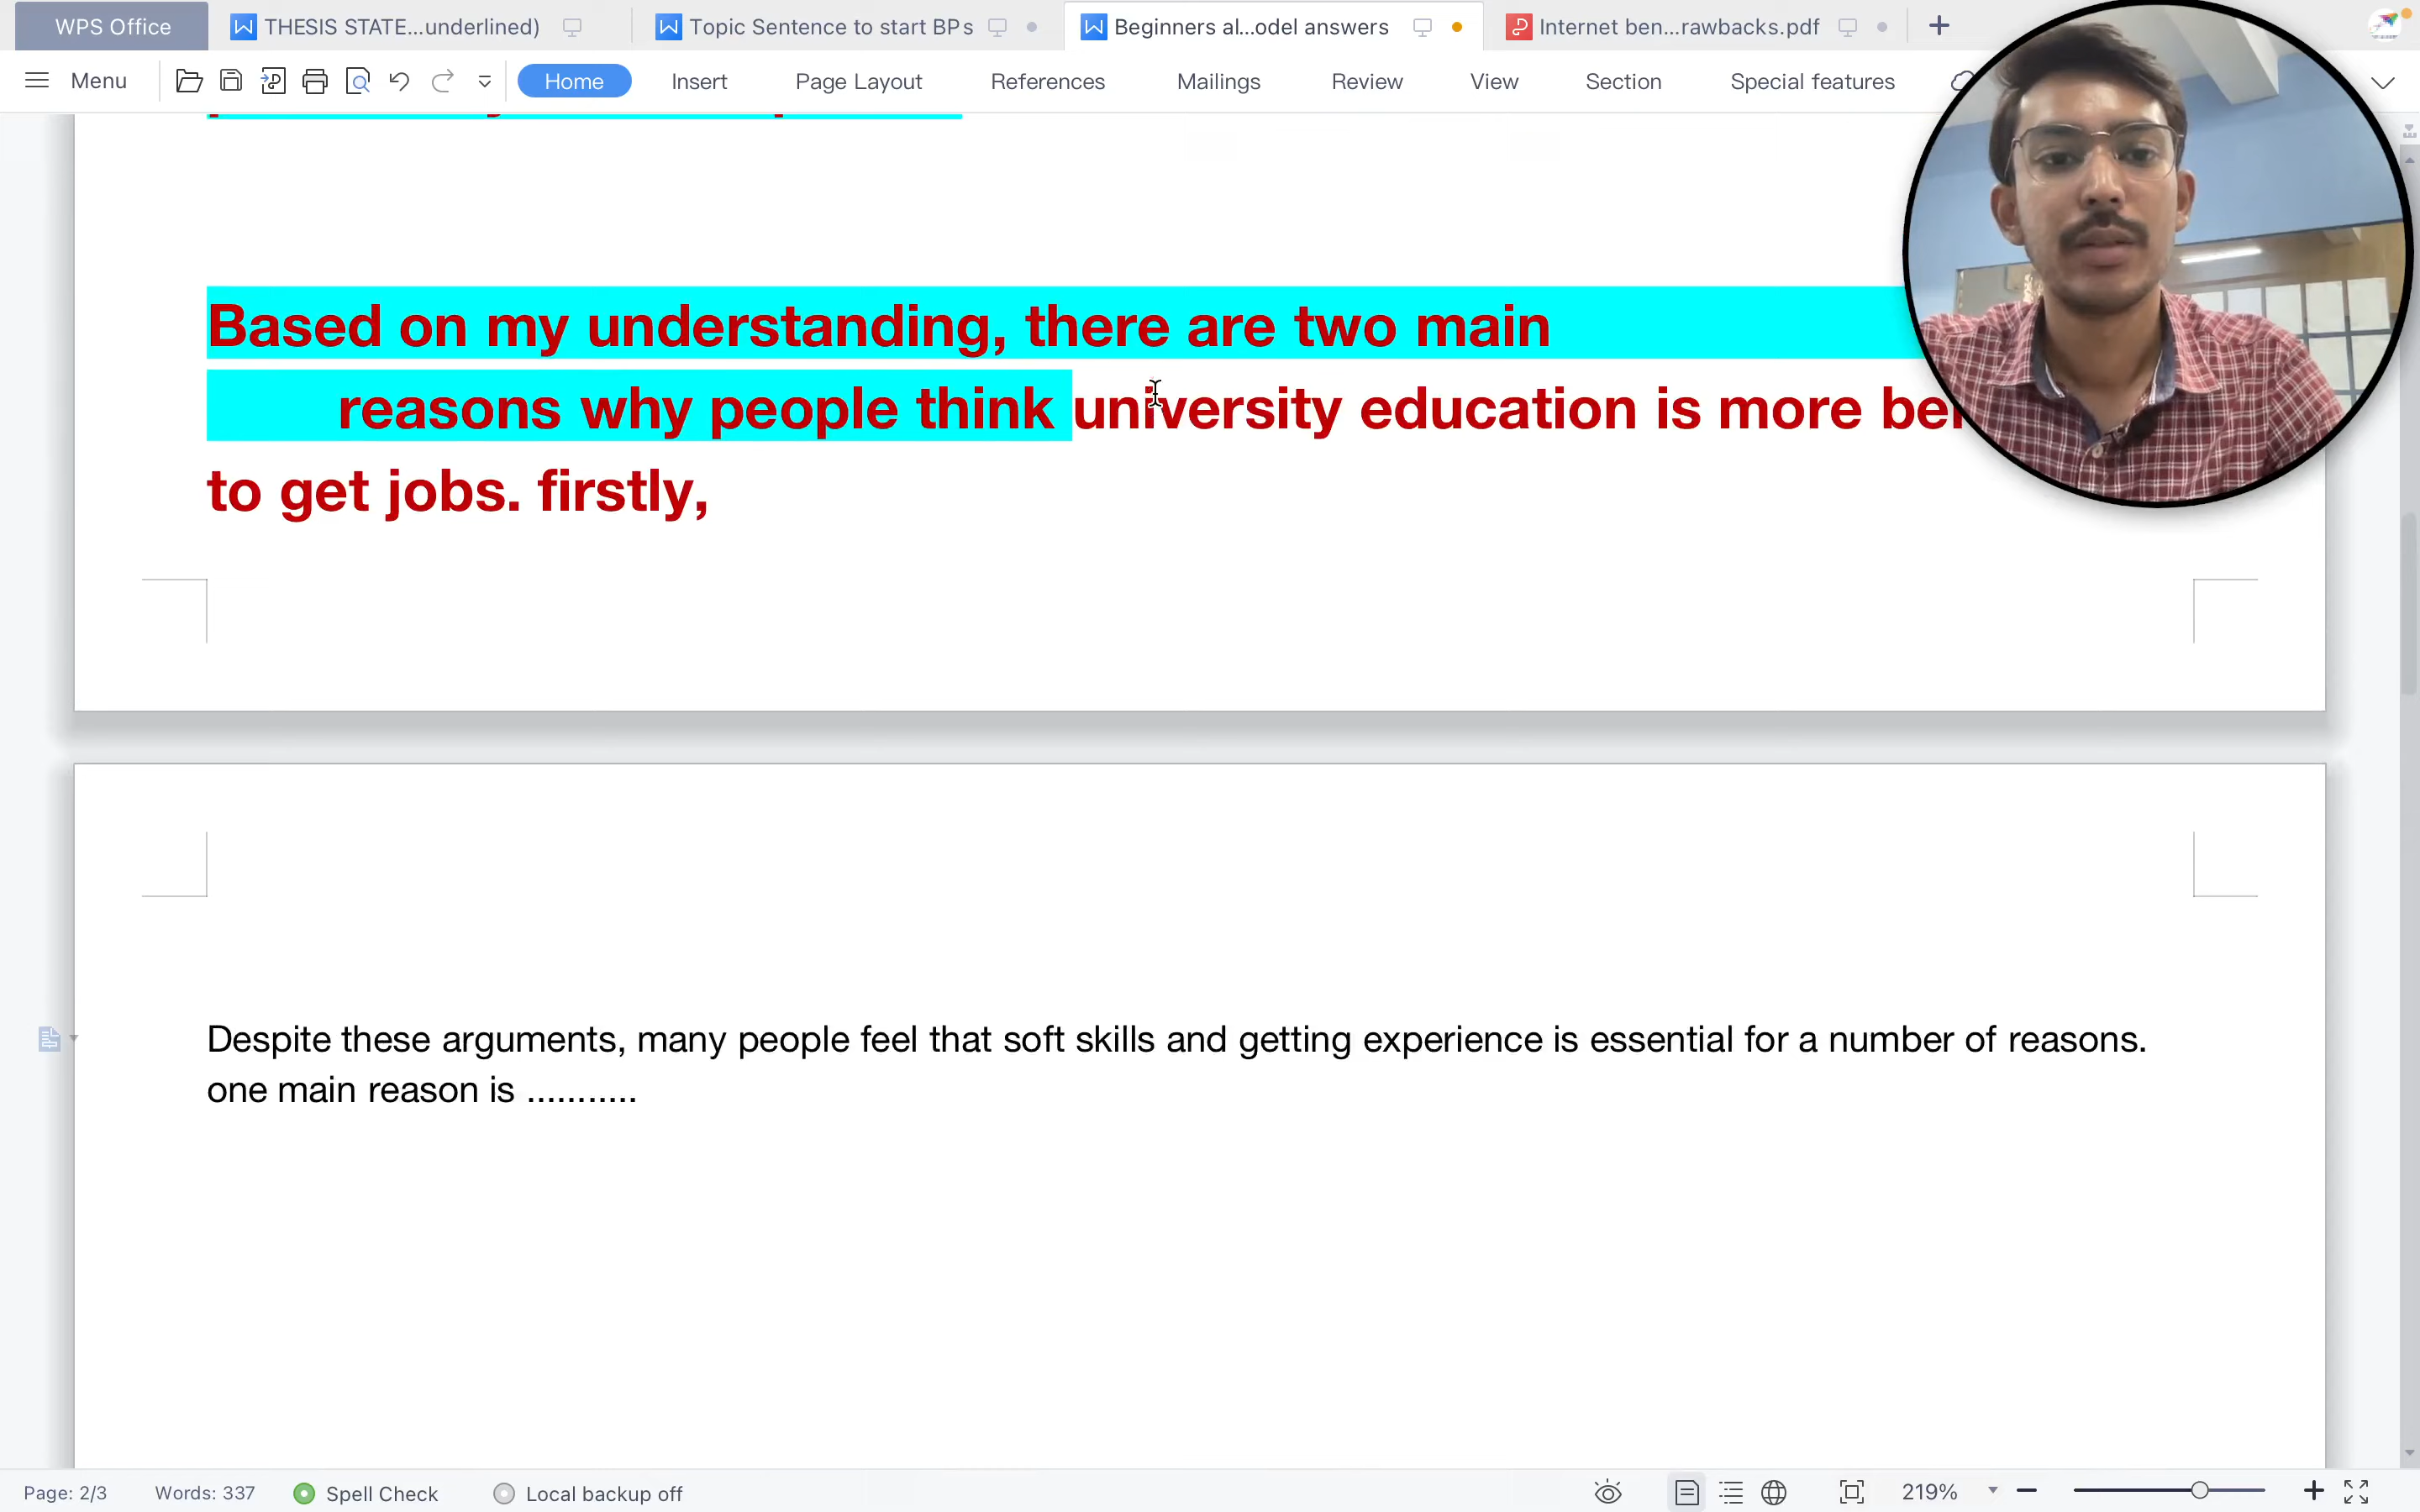 WPS Office THESIS STATE...underlined) Topic Sentence to start BPs Beginners al...odel answers Internet ben...rawbacks.pdf
Menu Home Insert Page Layout References Mailings Review View Section Special features
Based on my understanding, there are two main
reasons why people think university education is more
to get jobs. firstly,
Despite these arguments, many people feel that soft skills and getting experience is essential for a number of reasons.
one main reason is ...........
Page: 2/3 Words: 337 Spell Check Local backup off 219%